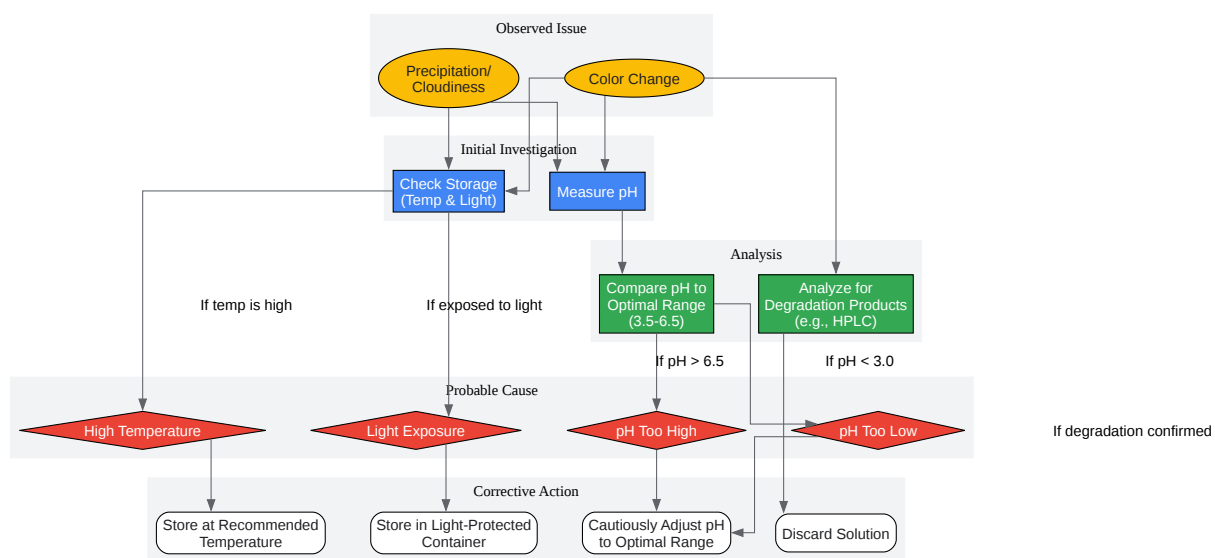 Observed Issue
Precipitation/
Cloudiness
Color Change
Initial Investigation
Check Storage
(Temp & Light)
Measure pH
Analysis
Compare pH to
Optimal Range
(3.5-6.5)
Analyze for
Degradation Products
(e.g., HPLC)
If temp is high
If exposed to light
If pH > 6.5
If pH < 3.0
Probable Cause
High Temperature
Light Exposure
pH Too High
pH Too Low
If degradation confirmed
Corrective Action
Store at Recommended
Temperature
Store in Light-Protected
Container
Cautiously Adjust pH
to Optimal Range
Discard Solution